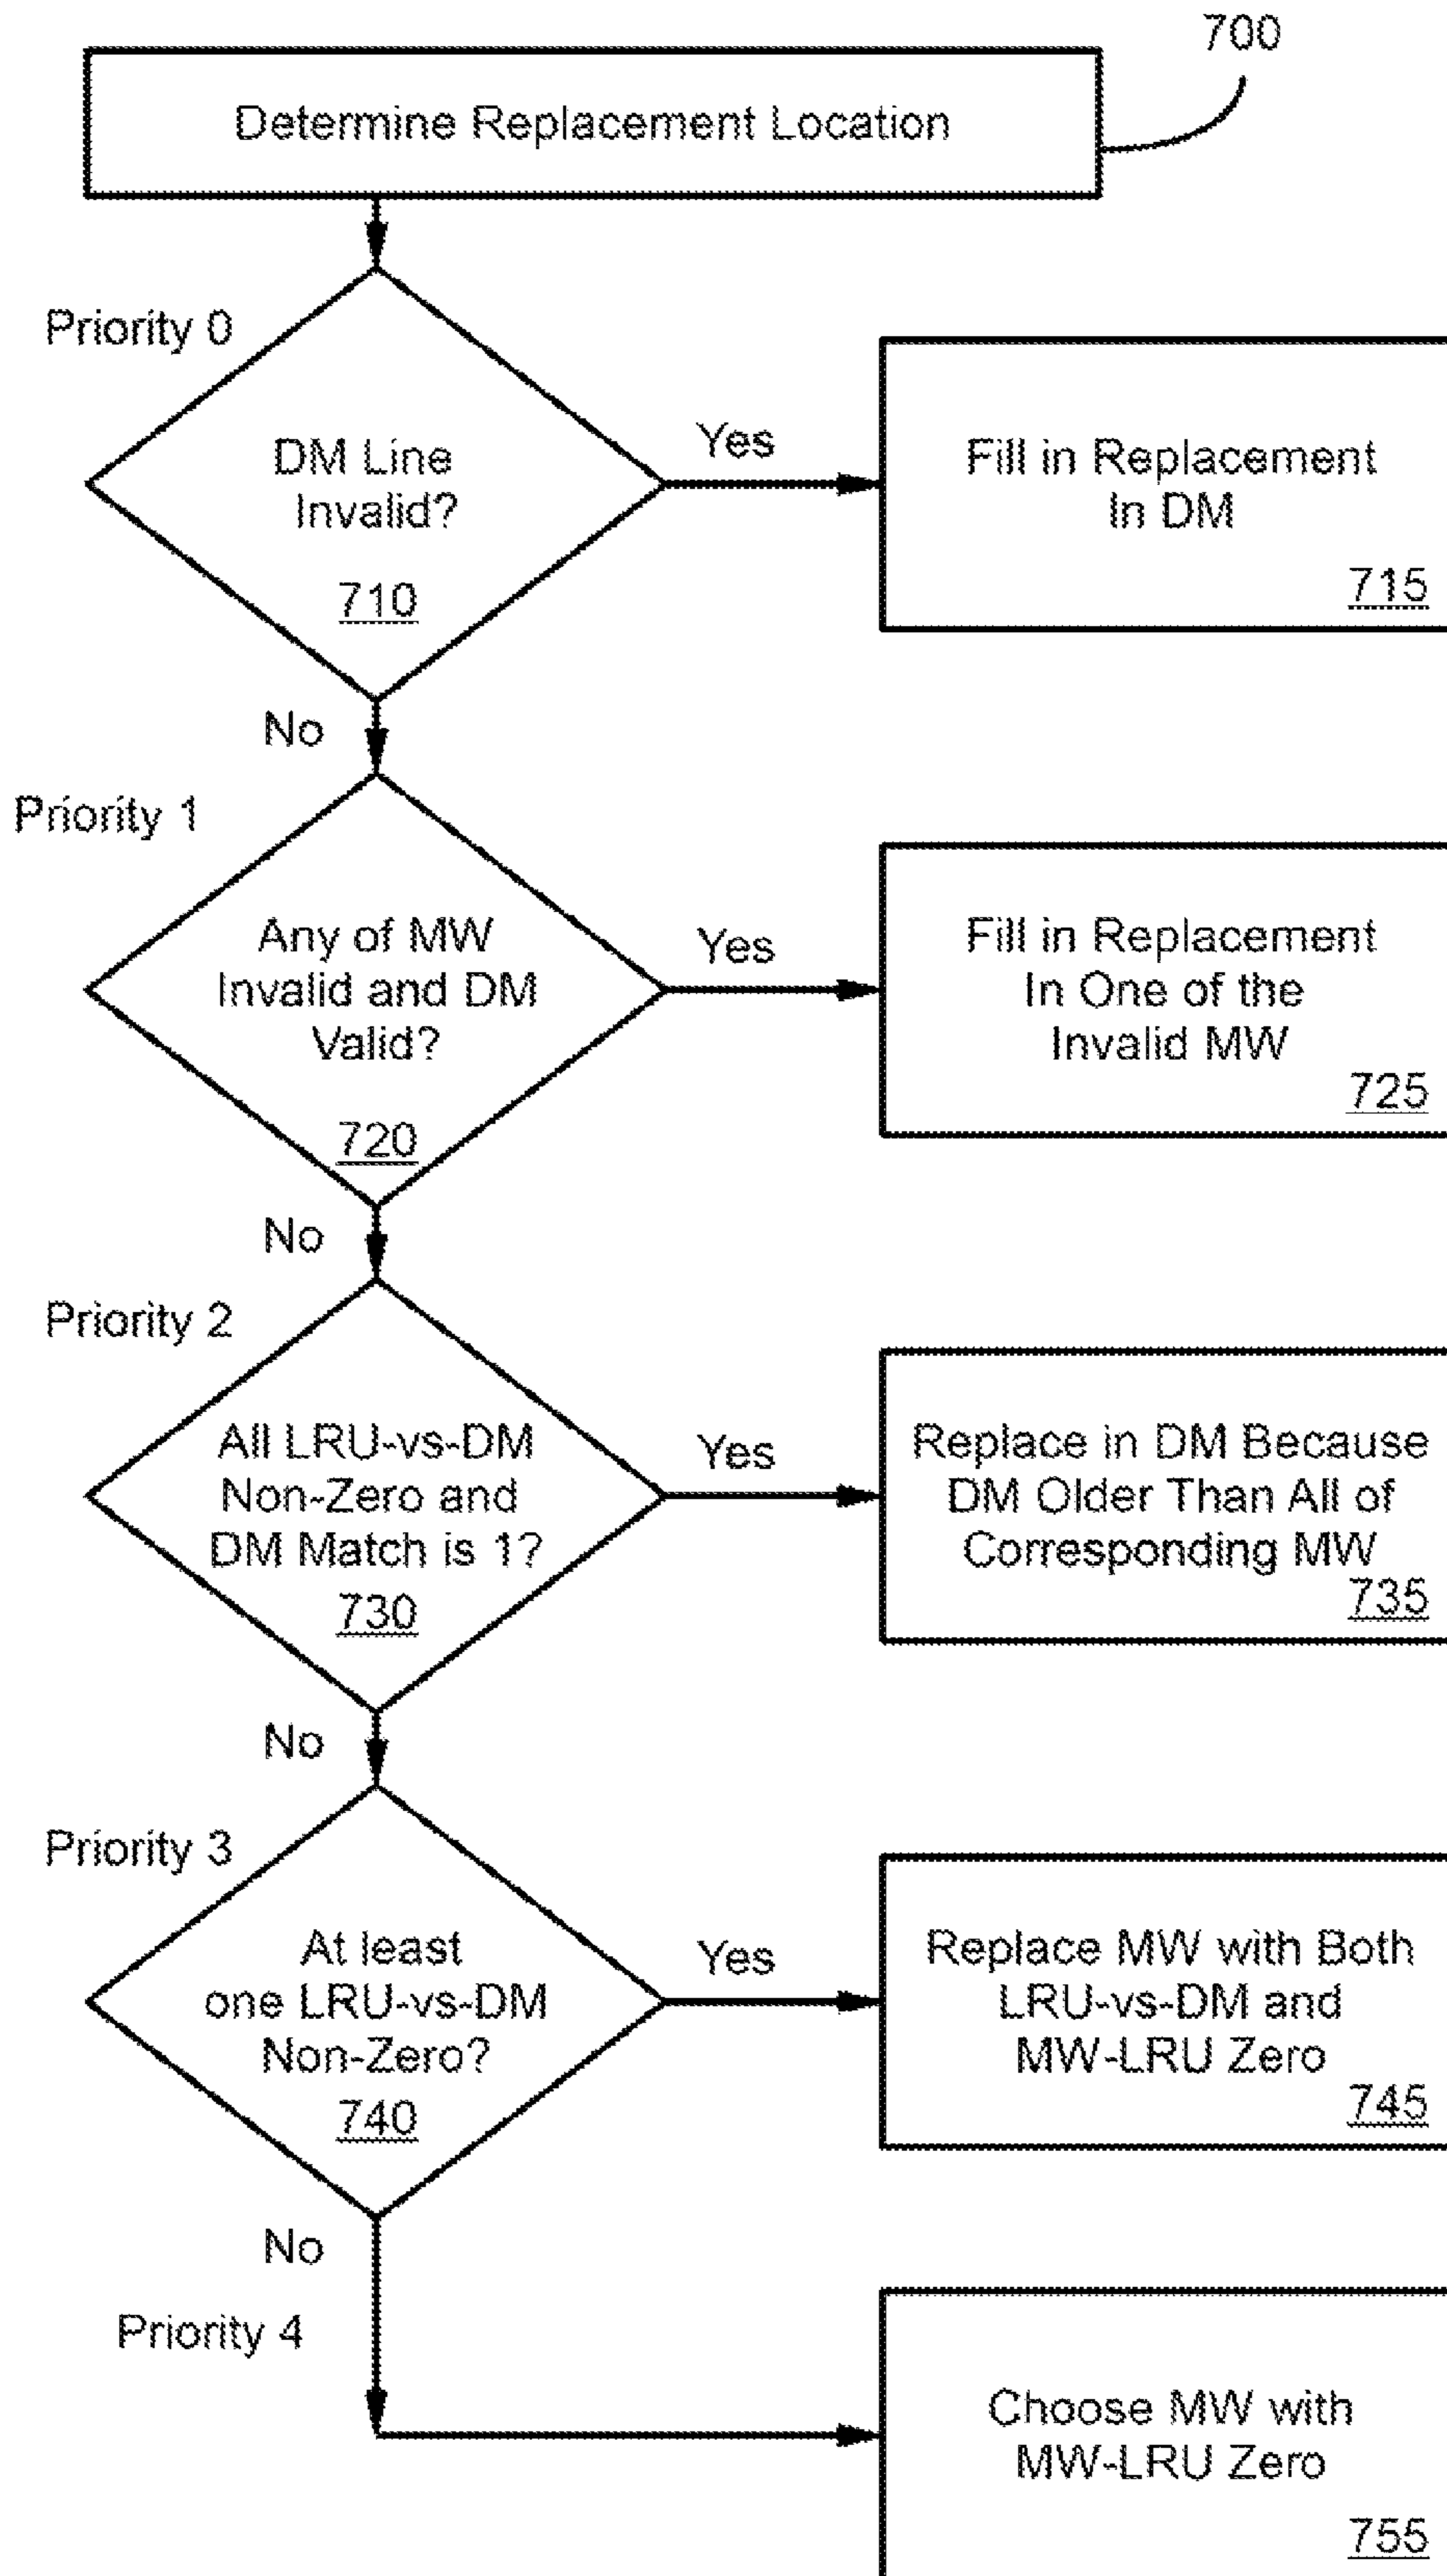 700
Determine Replacement Location
Priority 0
DM Line
Invalid?
710
Yes
Fill in Replacement
In DM
715
No
Priority 1
Any of MW
Invalid and DM
Valid?
720
Yes
Fill in Replacement
In One of the
Invalid MW
725
No
Priority 2
All LRU-vs-DM
Non-Zero and
DM Match is 1?
730
Yes
Replace in DM Because
DM Older Than All of
Corresponding MW
735
No
Priority 3
At least
one LRU-vs-DM
Non-Zero?
740
Yes
Replace MW with Both
LRU-vs-DM and
MW-LRU Zero
745
No
Priority 4
Choose MW with
MW-LRU Zero
755